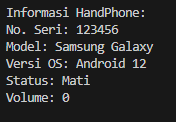 Informasi HandPhone:
No. Seri: 123456
Model: Samsung Galaxy
Versi OS: Android 12
Status: Mati
Volume: 0